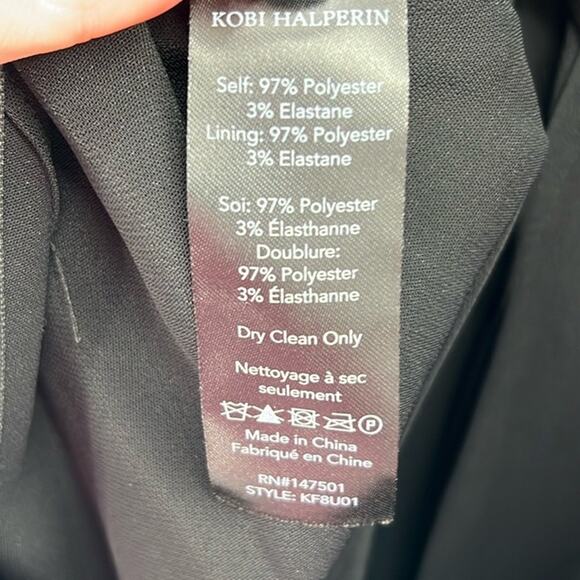 KOBI HALPERIN
Self: 97% Polyester
3% Elastane
Lining: 97% Polyester
3% Elastane
Soi: 97% Polyester
3% Élasthanne
Doublure:
97% Polyester
3% Élasthanne
Dry Clean Only
Nettoyage à sec
seulement
P
Made in China
Fabriqué en Chine
RN#147501
STYLE: KF8U01